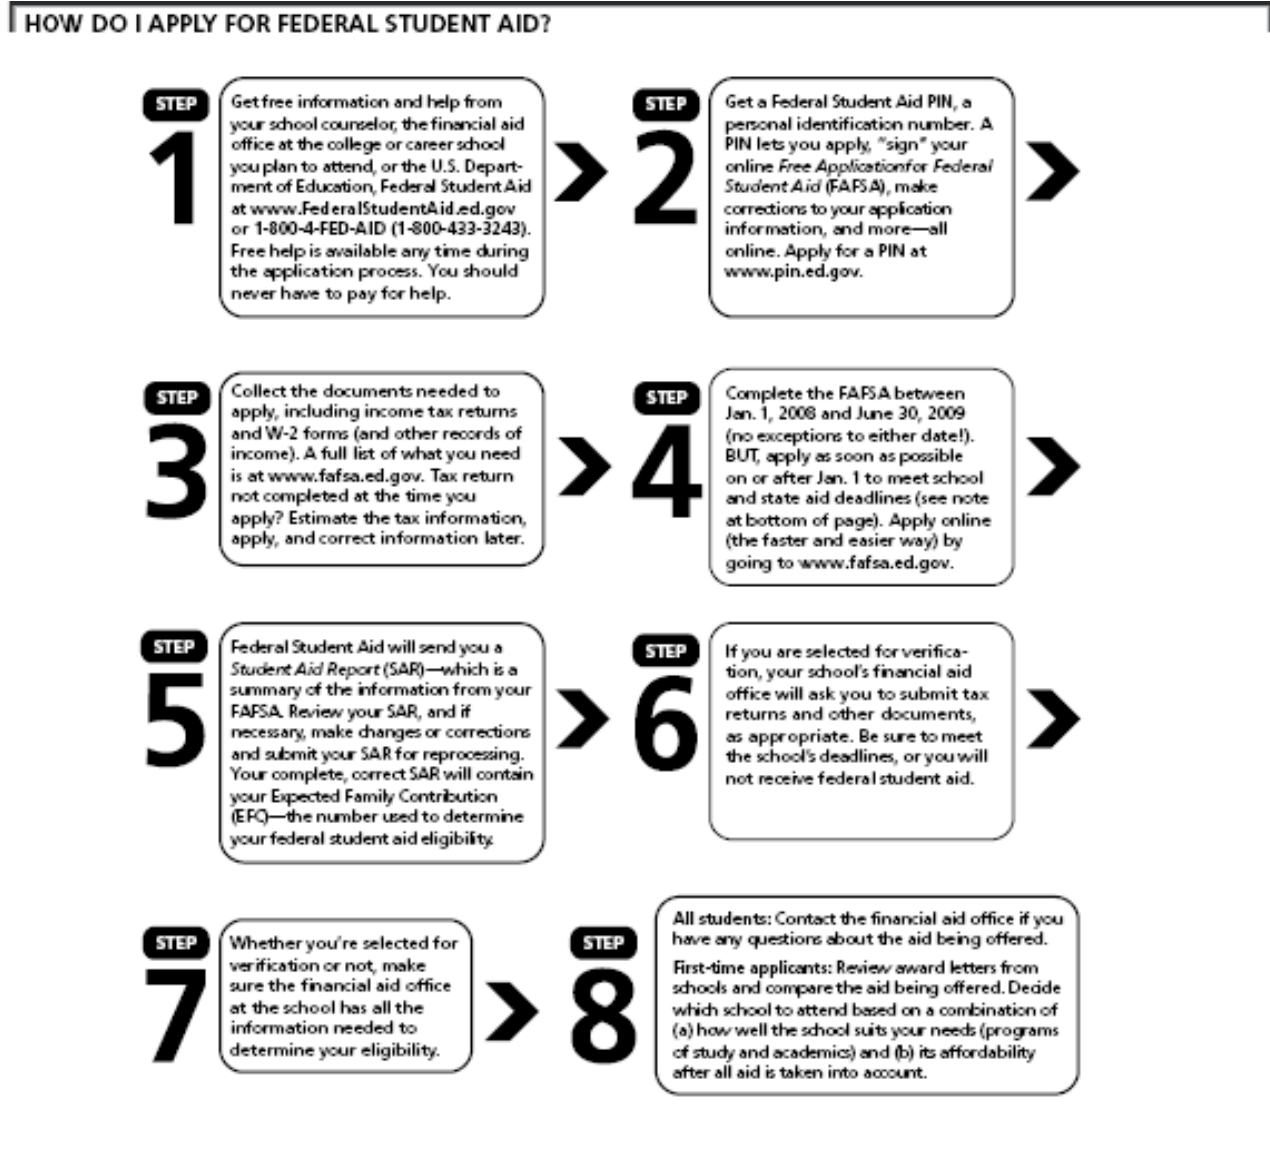 HOW DO I APPLY FOR FEDERAL STUDENT AID?
STEP
1
Get free information and help from
your school counselor, the financial aid
office at the college or career school
you plan to attend, or the U.S. Depart-
ment of Education, Federal Student Aid
at www.FederalStudentAid.ed.gov
or 1-800-4-FED-AID (1-800-433-3243).
Free help is available any time during
the application process. You should
never have to pay for help.
STEP
2
Get a Federal Student Aid PIN, a
personal identification number. A
PIN lets you apply, "sign" your
online Free Applicationfor Federal
Student Aid (FAFSA), make
corrections to your application
information, and more—all
online. Apply for a PIN at
www.pin.ed.gov.
STEP
3
Collect the documents needed to
apply, including income tax returns
and W-2 forms (and other records of
income). A full list of what you need
is at www.fafsa.ed.gov. Tax return
not completed at the time you
apply? Estimate the tax information,
apply, and correct information later.
STEP
4
Complete the FAFSA between
Jan. 1, 2008 and June 30, 2009
(no exceptions to either date!).
BUT, apply as soon as possible
on or after Jan. 1 to meet school
and state aid deadlines (see note
at bottom of page). Apply online
(the faster and easier way) by
going to www.fafsa.ed.gov.
STEP
5
Federal Student Aid will send you a
Student Aid Report (SAR)—which is a
summary of the information from your
FAFSA. Review your SAR, and if
necessary, make changes or corrections
and submit your SAR for reprocessing.
Your complete, correct SAR will contain
your Expected Family Contribution
(EFC)—the number used to determine
your federal student aid eligibility.
STEP
6
If you are selected for verifica-
tion, your school's financial aid
office will ask you to submit tax
returns and other documents,
as appropriate. Be sure to meet
the school's deadlines, or you will
not receive federal student aid.
STEP
7
Whether you're selected for
verification or not, make
sure the financial aid office
at the school has all the
information needed to
determine your eligibility.
STEP
8
All students: Contact the financial aid office if you
have any questions about the aid being offered.
First-time applicants: Review award letters from
schools and compare the aid being offered. Decide
which school to attend based on a combination of
(a) how well the school suits your needs (programs
of study and academics) and (b) its affordability
after all aid is taken into account.